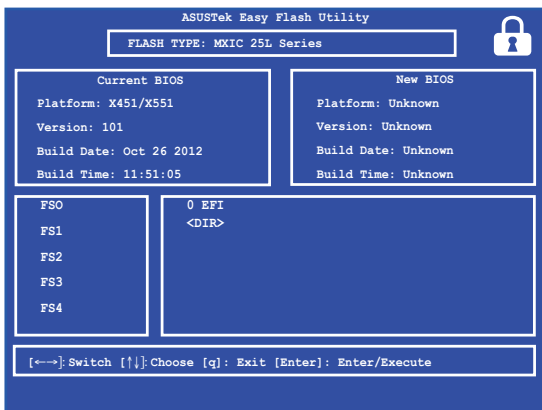 ASUSTek Easy Flash Utility
FLASH TYPE: MXIC 25L Series
Current BIOS
Platform: X451/X551
Version: 101
Build Date: Oct 26 2012
Build Time: 11:51:05
New BIOS
Platform: Unknown
Version: Unknown
Build Date: Unknown
Build Time: Unknown
FSO
FS1
FS2
FS3
FS4
0 EFI
<DIR>
[←→]: Switch [↑↓]: Choose [q]: Exit [Enter]: Enter/Execute